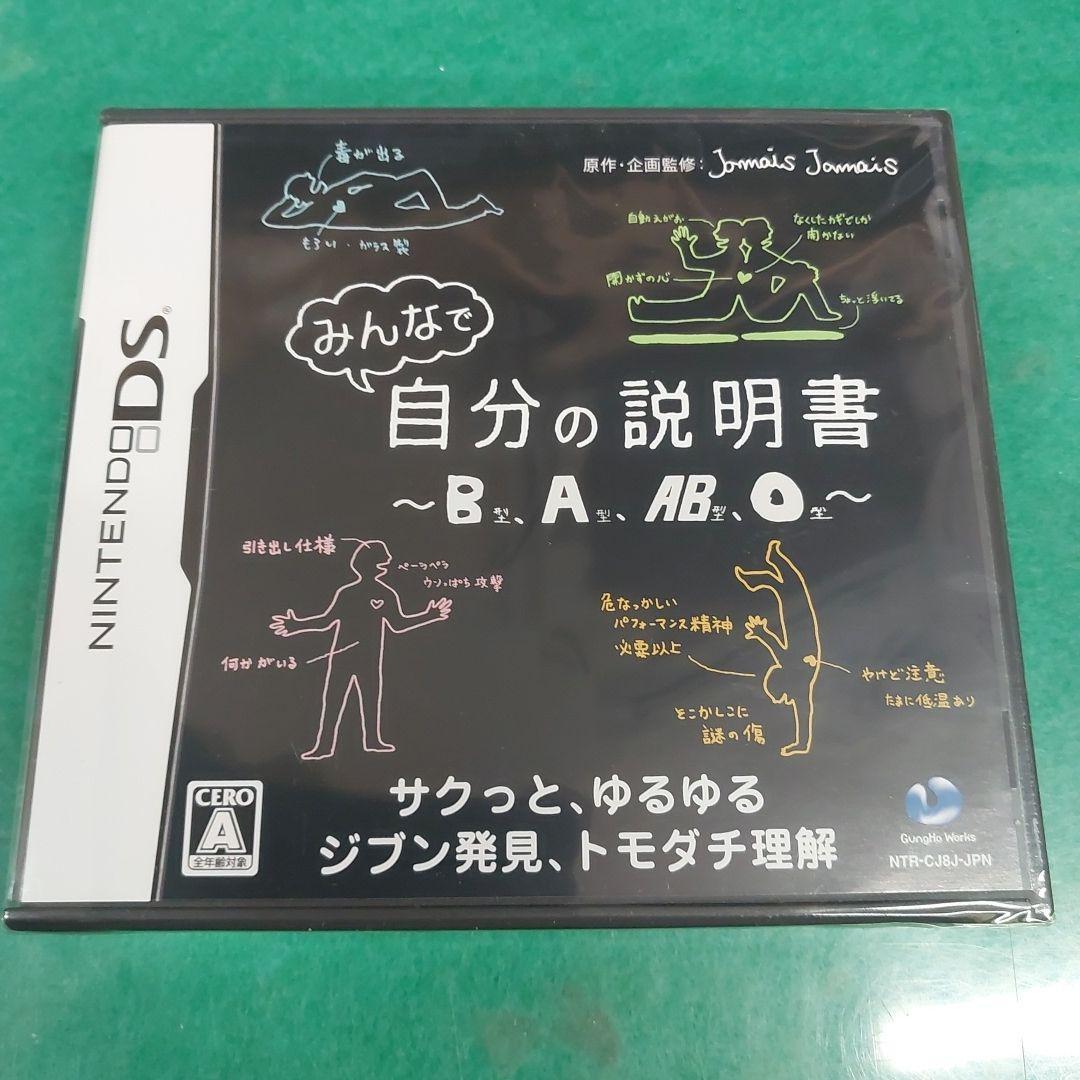 NINTENDO DS®
毒が出る
もろい・ガラス製
原作・企画監修: Jamais Jamais
自動えがお
なくしたカギでしか
開かない
開かずの心
ちょっと浮いてる
みんなで
自分の説明書
～B型、A型、AB型、O型～
引き出し仕様
ペーラペラ
ウソっぱち攻撃
何かがいる
危なっかしい
パフォーマンス精神
必要以上
やけど注意
たまに低温あり
そこかしこに
謎の傷
サクっと、ゆるゆる
ジブン発見、トモダチ理解
CERO
A
全年齢対象
GungHo Works
NTR-CJ8J-JPN